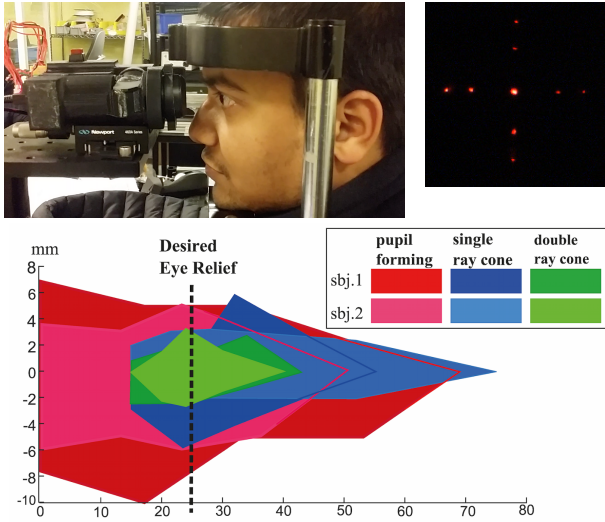 Newport
mm
Desired
Eye Relief
pupil single double
forming ray cone ray cone
sbj.1
sbj.2
8
6
4
2
0
-2
-4
-6
-8
-10
0 10 20 30 40 50 60 70 80